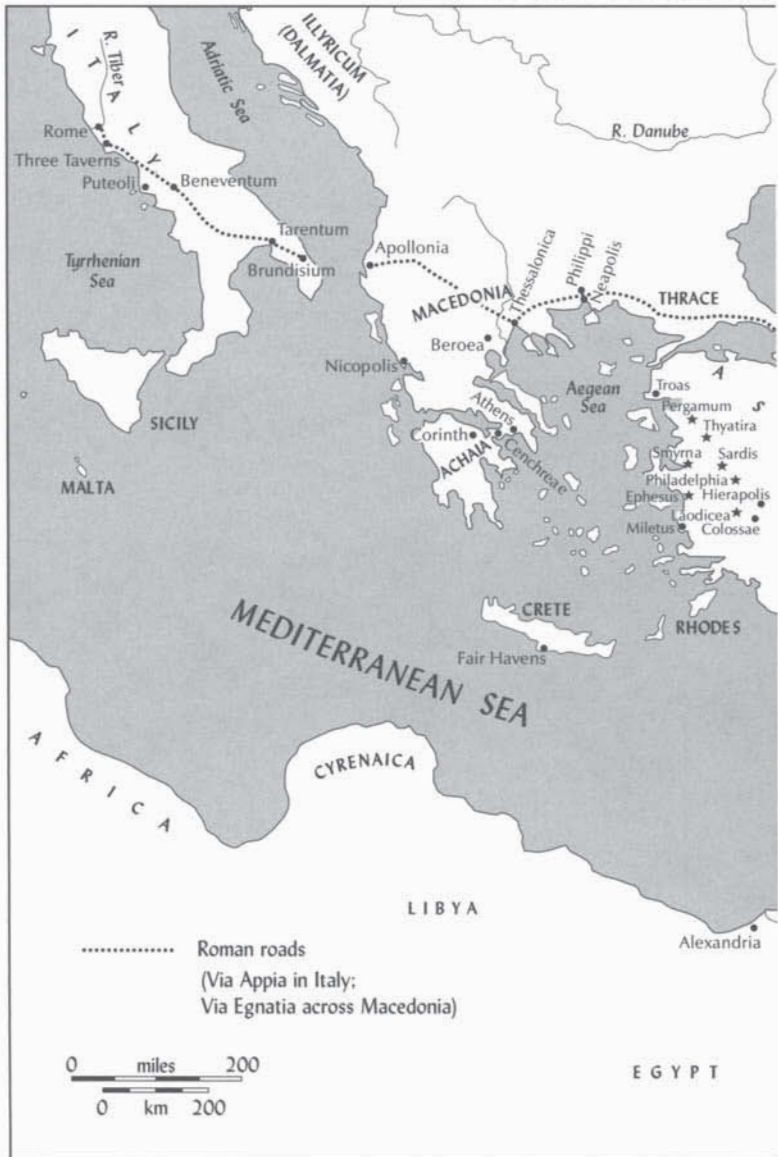 ITALY
R. Tiber
Adriatic Sea
ILLYRICUM
(DALMATIA)
R. Danube
Rome
Three Taverns
Puteoli
Beneventum
Tarentum
Brundisium
Tyrrhenian
Sea
Apollonia
MACEDONIA
Thessalonica
Philippi
Neapolis
THRACE
Beroea
Nicopolis
Aegean
Sea
Troas
A S
Pergamum
Thyatira
Smyrna
Sardis
Philadelphia
Ephesus
Hierapolis
Laodicea
Miletus
Colossae
Athens
Corinth
ACHAIA
Cenchreae
SICILY
MALTA
CRETE
RHODES
Fair Havens
MEDITERRANEAN SEA
AFRICA
CYRENAICA
LIBYA
Alexandria
Roman roads
(Via Appia in Italy;
Via Egnatia across Macedonia)
0 miles 200
0 km 200
EGYPT